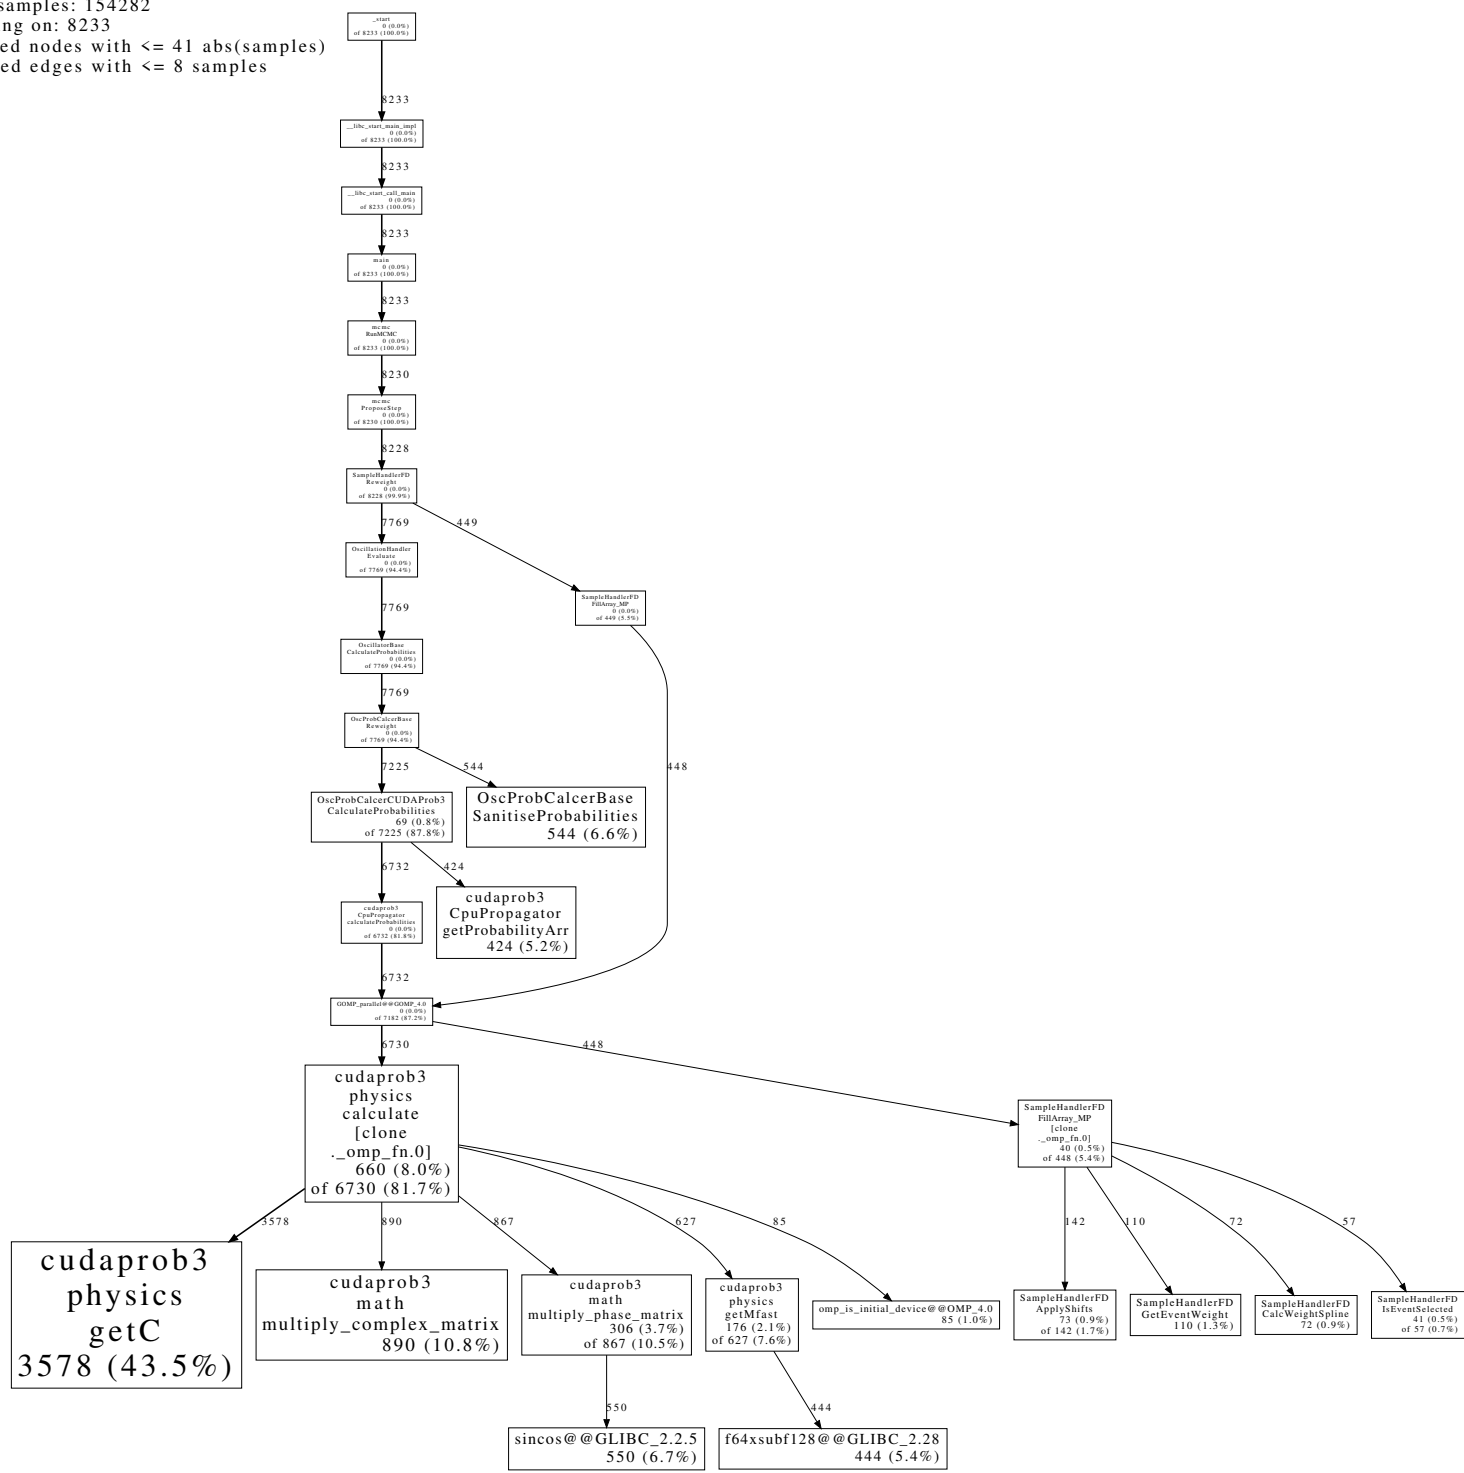 samples: 154282
ng on: 8233
ed nodes with <= 41 abs(samples)
ed edges with <= 8 samples
_start
0 (0.0%)
of 8233 (100.0%)
8233
__libc_start_main_impl
0 (0.0%)
of 8233 (100.0%)
8233
__libc_start_call_main
0 (0.0%)
of 8233 (100.0%)
8233
main
0 (0.0%)
of 8233 (100.0%)
8233
mcmc
RunMCMC
0 (0.0%)
of 8233 (100.0%)
8230
mcmc
ProposeStep
0 (0.0%)
of 8230 (100.0%)
8228
SampleHandlerFD
Reweight
0 (0.0%)
of 8228 (99.9%)
7769
449
OscillationHandler
Evaluate
0 (0.0%)
of 7769 (94.4%)
SampleHandlerFD
FillArray_MP
0 (0.0%)
of 449 (5.5%)
7769
OscillatorBase
CalculateProbabilities
0 (0.0%)
of 7769 (94.4%)
7769
OscProbCalcerBase
Reweight
0 (0.0%)
of 7769 (94.4%)
7225
544
448
OscProbCalcerCUDAProb3
CalculateProbabilities
69 (0.8%)
of 7225 (87.8%)
OscProbCalcerBase
SanitiseProbabilities
544 (6.6%)
6732
424
cudaprob3
CpuPropagator
calculateProbabilities
0 (0.0%)
of 6732 (81.8%)
cudaprob3
CpuPropagator
getProbabilityArr
424 (5.2%)
6732
GOMP_parallel@@GOMP_4.0
0 (0.0%)
of 7182 (87.2%)
6730
448
cudaprob3
physics
calculate
[clone
._omp_fn.0]
660 (8.0%)
of 6730 (81.7%)
SampleHandlerFD
FillArray_MP
[clone
._omp_fn.0]
40 (0.5%)
of 448 (5.4%)
3578
890
867
627
85
142
110
72
57
cudaprob3
physics
getC
3578 (43.5%)
cudaprob3
math
multiply_complex_matrix
890 (10.8%)
cudaprob3
math
multiply_phase_matrix
306 (3.7%)
of 867 (10.5%)
cudaprob3
physics
getMfast
176 (2.1%)
of 627 (7.6%)
omp_is_initial_device@@OMP_4.0
85 (1.0%)
SampleHandlerFD
ApplyShifts
73 (0.9%)
of 142 (1.7%)
SampleHandlerFD
GetEventWeight
110 (1.3%)
SampleHandlerFD
CalcWeightSpline
72 (0.9%)
SampleHandlerFD
IsEventSelected
41 (0.5%)
of 57 (0.7%)
550
444
sincos@@GLIBC_2.2.5
550 (6.7%)
f64xsubf128@@GLIBC_2.28
444 (5.4%)